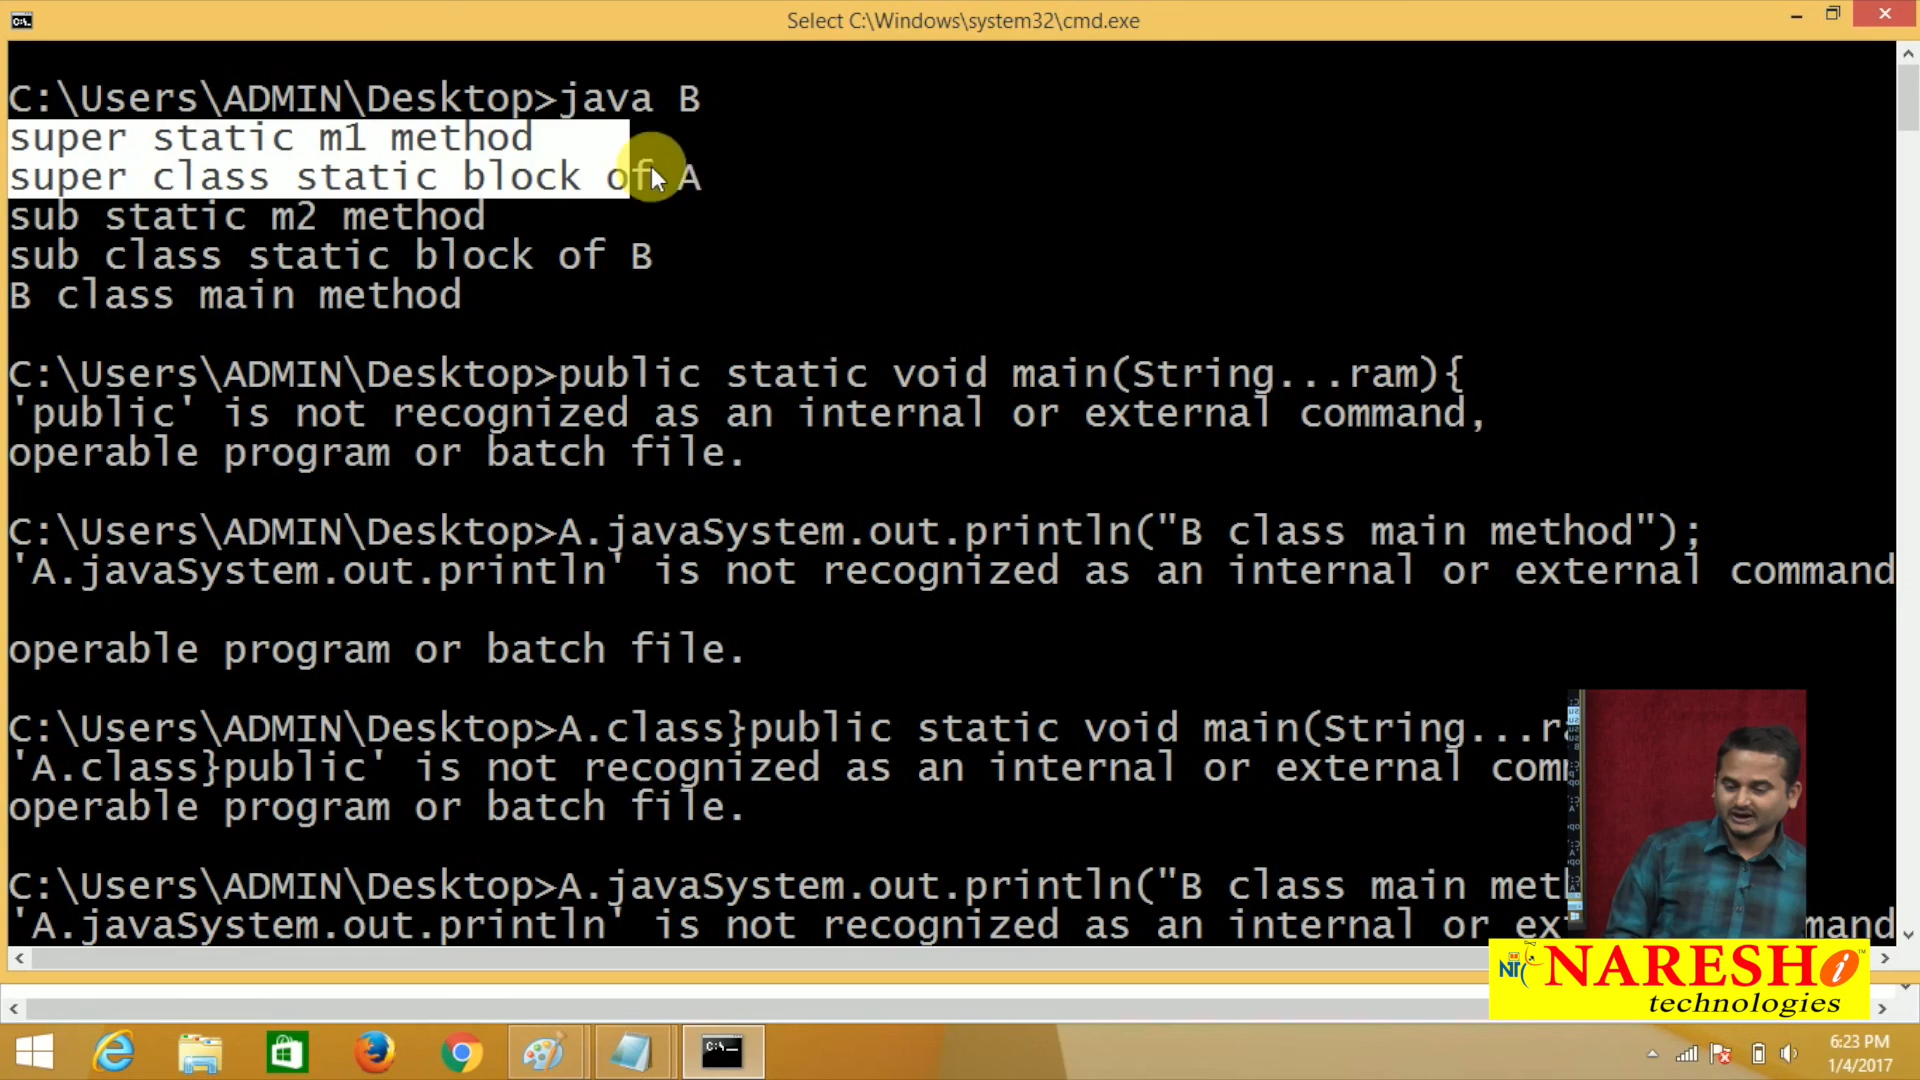 Select C:\Windows\system32\cmd.exe
C:\Users\ADMIN\Desktop>java B
super static m1 method
super class static block of A
sub static m2 method
sub class static block of B
B class main method
C:\Users\ADMIN\Desktop>public static void main(String...ram){
'public' is not recognized as an internal or external command,
operable program or batch file.
C:\Users\ADMIN\Desktop>A.javaSystem.out.println("B class main method");
'A.javaSystem.out.println' is not recognized as an internal or external command
operable program or batch file.
C:\Users\ADMIN\Desktop>A.class}public static void main(String...ra
'A.class}public' is not recognized as an internal or external com
operable program or batch file.
C:\Users\ADMIN\Desktop>A.javaSystem.out.println("B class main met
'A.javaSystem.out.println' is not recognized as an internal or ex mand
NARESH i
technologies
6:23 PM
1/4/2017